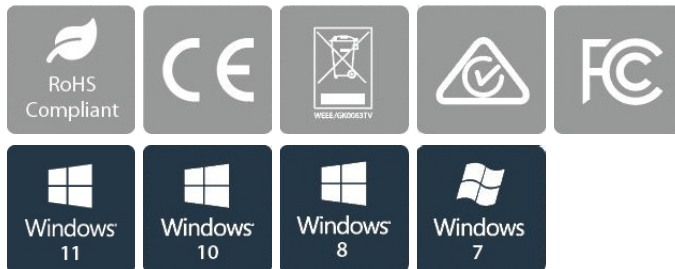 RoHS
Compliant
CE
WEEE/GK0063TV
FC
Windows
11
Windows
10
Windows
8
Windows
7